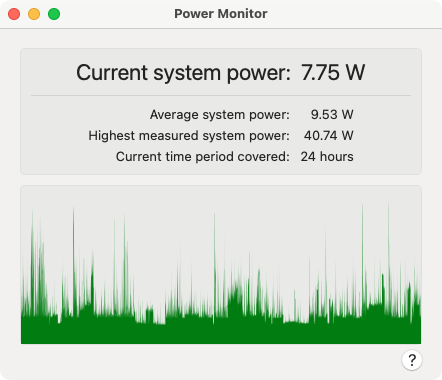 Power Monitor
Current system power: 7.75 W
Average system power: 9.53 W
Highest measured system power: 40.74 W
Current time period covered: 24 hours
?